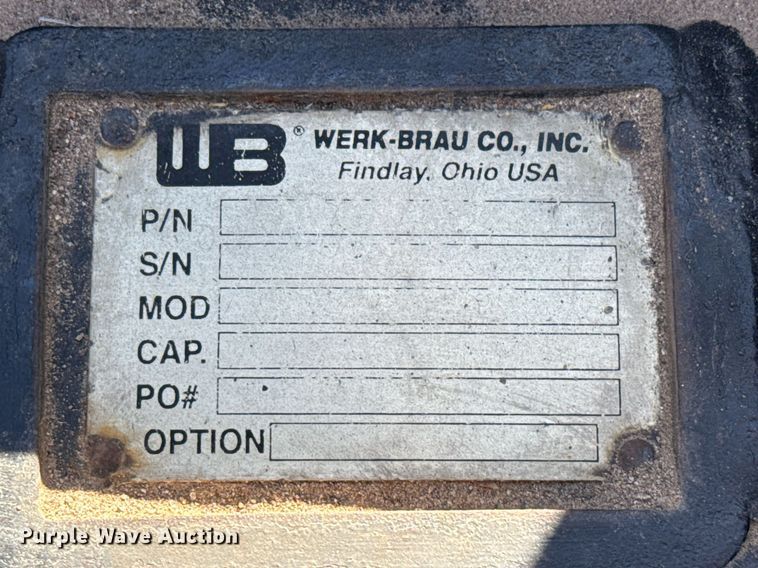 WB ® WERK-BRAU CO., INC.
Findlay, Ohio USA
P/N
S/N
MOD
CAP.
PO#
OPTION
Purple Wave Auction